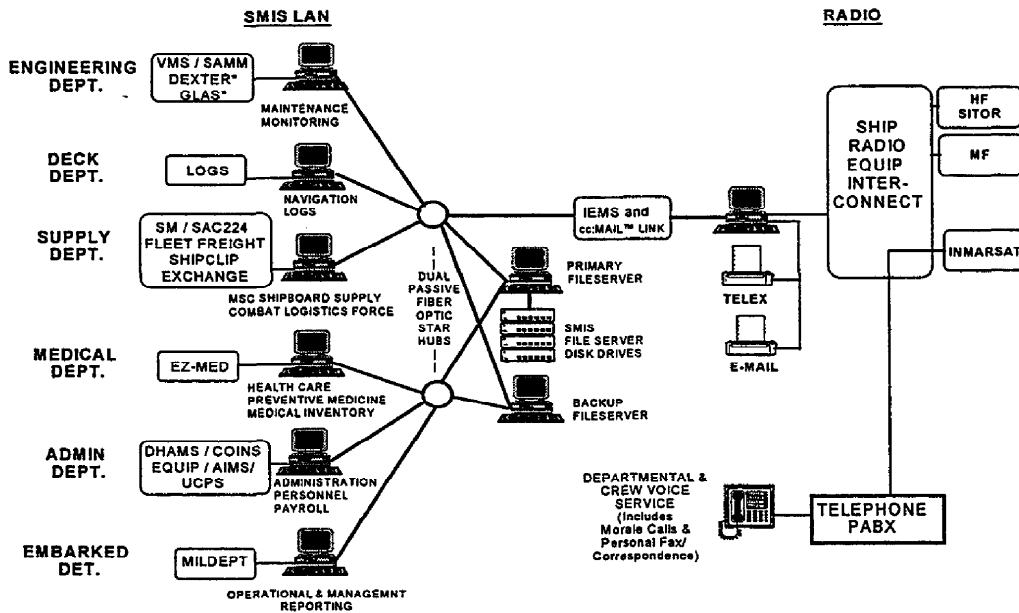 SMIS LAN
RADIO
ENGINEERING
DEPT.
VMS / SAMM
DEXTER"
GLAS"
MAINTENANCE
MONITORING
DECK
DEPT.
LOGS
NAVIGATION
LOGS
SUPPLY
DEPT.
SM / SAC224
FLEET FREIGHT
SHIPCLIP
EXCHANGE
MSC SHIPBOARD SUPPLY
COMBAT LOGISTICS FORCE
MEDICAL
DEPT.
EZ-MED
HEALTH CARE
PREVENTIVE MEDICINE
MEDICAL INVENTORY
ADMIN
DEPT.
DHAMS / COINS
EQUIP / AIMS/
UCPS
ADMINISTRATION
PERSONNEL
PAYROLL
EMBARKED
DET.
MILDEPT
OPERATIONAL & MANAGEMNT
REPORTING
DUAL
PASSIVE
FIBER
OPTIC
STAR
HUBS
IEMS and
cc:MAIL™ LINK
PRIMARY
FILESERVER
SMIS
FILE SERVER
DISK DRIVES
BACKUP
FILESERVER
TELEX
E-MAIL
SHIP
RADIO
EQUIP
INTER-
CONNECT
HF
SITOR
MF
INMARSAT
DEPARTMENTAL &
CREW VOICE
SERVICE
(Includes
Morale Calls &
Personal Fax/
Correspondence)
TELEPHONE
PABX